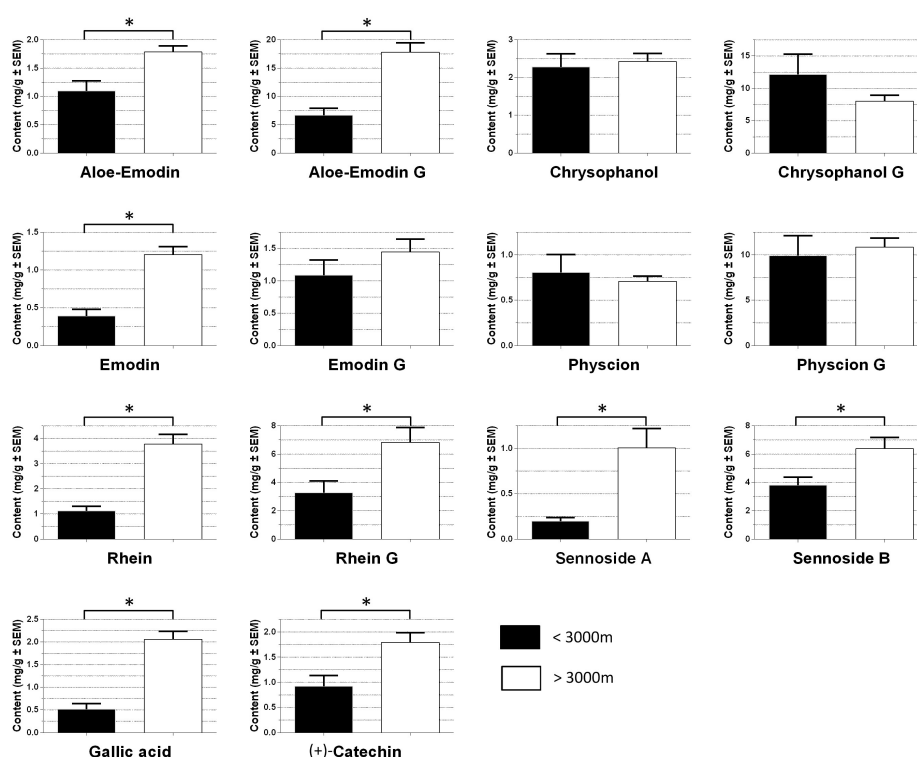 *
*
Content (mg/g ± SEM)
2.0
1.5
1.0
0.5
0.0
Aloe-Emodin
Content (mg/g ± SEM)
20
15
10
5
0.0
Aloe-Emodin G
Content (mg/g ± SEM)
3
2
1
0
Chrysophanol
Content (mg/g ± SEM)
15
10
5
0
Chrysophanol G
*
Content (mg/g ± SEM)
1.5
1.0
0.5
0.0
Emodin
Content (mg/g ± SEM)
1.5
1.0
0.5
0.0
Emodin G
Content (mg/g ± SEM)
1.0
0.5
0.0
Physcion
Content (mg/g ± SEM)
10
5
0
Physcion G
*
*
*
*
Content (mg/g ± SEM)
4
3
2
1
0
Rhein
Content (mg/g ± SEM)
8
6
4
2
0
Rhein G
Content (mg/g ± SEM)
1.0
0.5
0.0
Sennoside A
Content (mg/g ± SEM)
8
6
4
2
0
Sennoside B
*
*
Content (mg/g ± SEM)
2.5
2.0
1.5
1.0
0.5
0.0
Gallic acid
Content (mg/g ± SEM)
2.0
1.5
1.0
0.5
0.0
(+)-Catechin
< 3000m
> 3000m